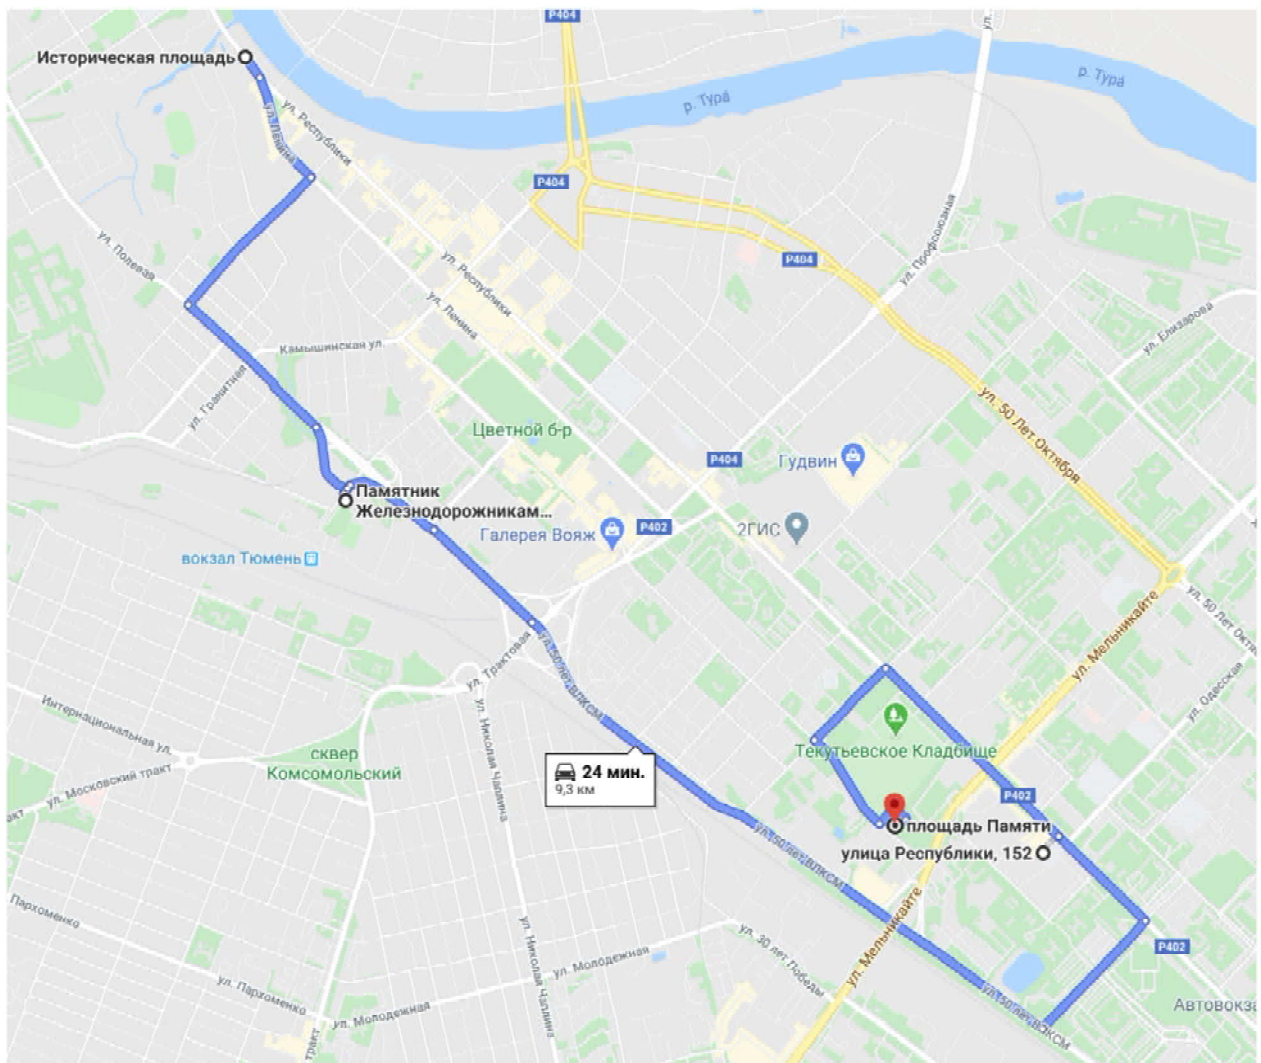 Р404
Историческая площадь
р. Тура́
р. Тура́
ул. Республики
ул. Ленина
Р404
ул. Профсоюзная
ул. Полевая
ул. Республики
Р404
ул. Ленина
ул. Елизарова
Камышинская ул.
ул. Гранитная
ул. 50 Лет Октября
Цветной б-р
Р404
Гудвин
Памятник
Железнодорожникам...
Галерея Вояж
Р402
2ГИС
вокзал Тюмень
ул. Мельникайте
ул. 50 Лет Октя
ул. Трактовая
ул. 50 лет ВЛКСМ
ул. Одесская
Интернациональная ул.
ул. Николая Чаплина
Текутьевское Кладбище
сквер
Комсомольский
24 мин.
9,3 км
ул. Московский тракт
акт
Р402
площадь Памяти
улица Республики, 152
ул. 50 лет ВЛКСМ
Пархоменко
ул. Мельникайте
ул. Николая Чаплина
ул. 30 лет Победы
Р402
ул. Молодежная
ул. Пархоменко
ул. 50 лет ВЛКСМ
Автовокза
ул. Молодежная
тракт